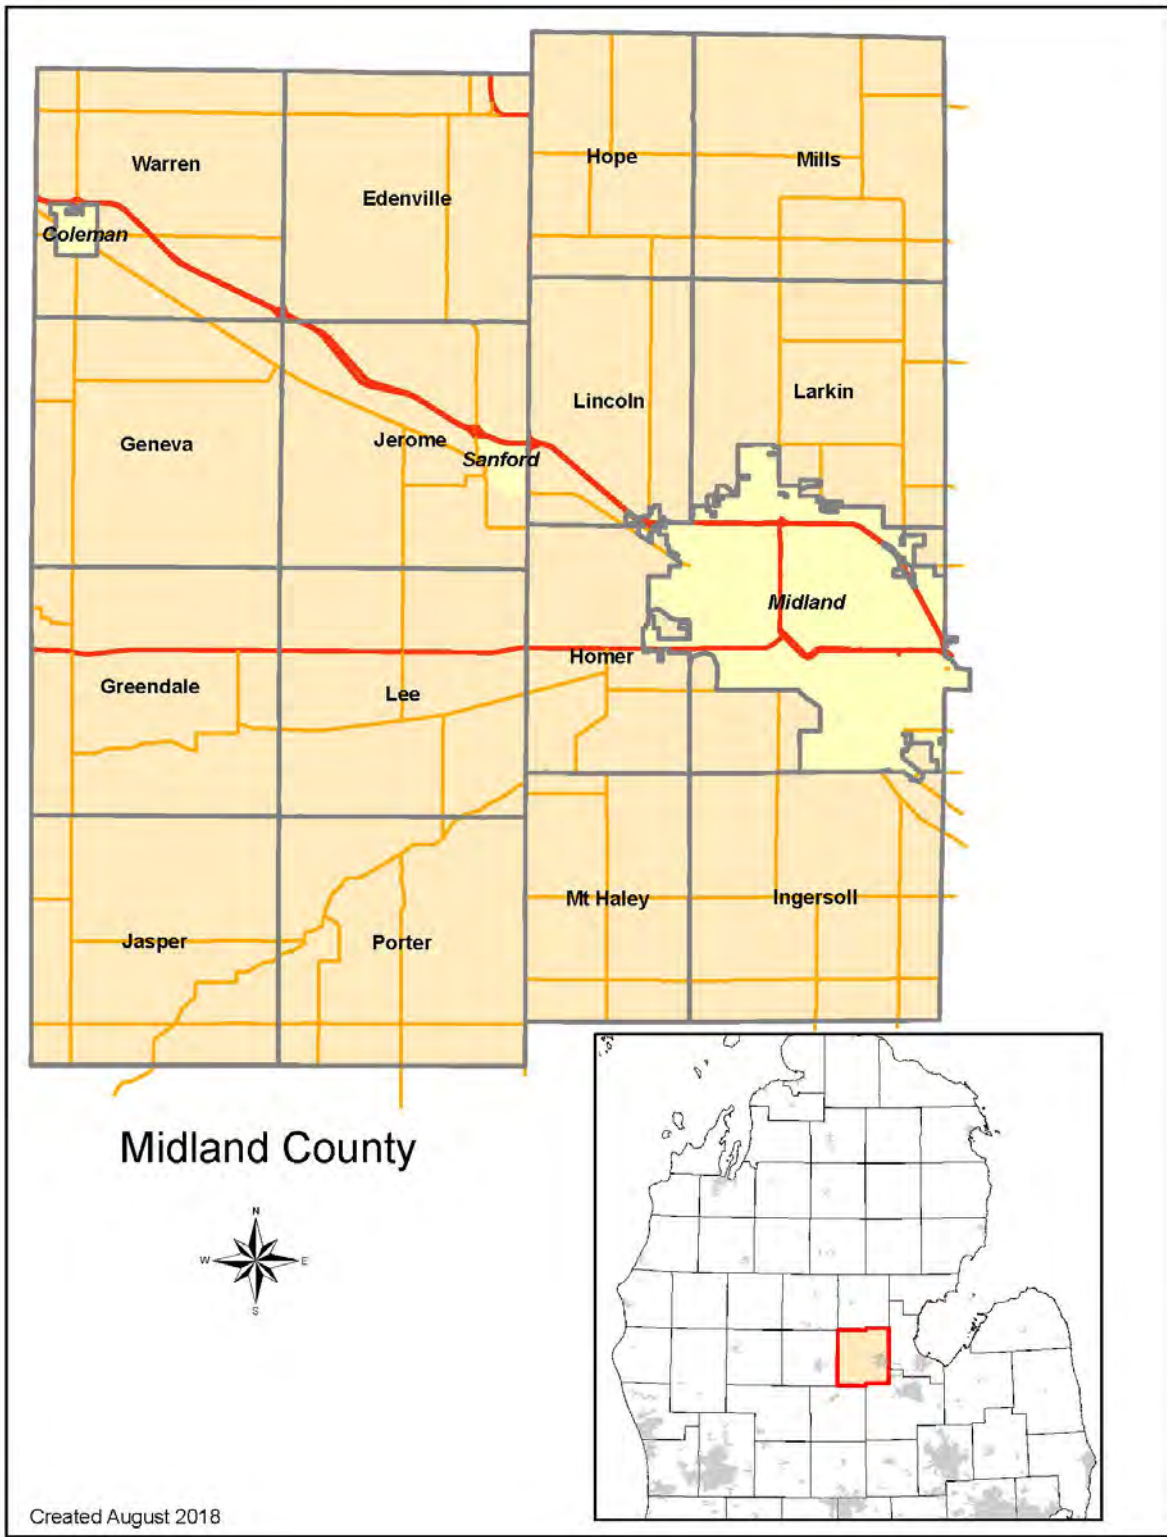 Hope
Mills
Warren
Edenville
Coleman
Larkin
Lincoln
Geneva
Jerome
Sanford
Midland
Homer
Greendale
Lee
Mt Haley
Ingersoll
Jasper
Porter
Midland County
N
W
E
S
Created August 2018